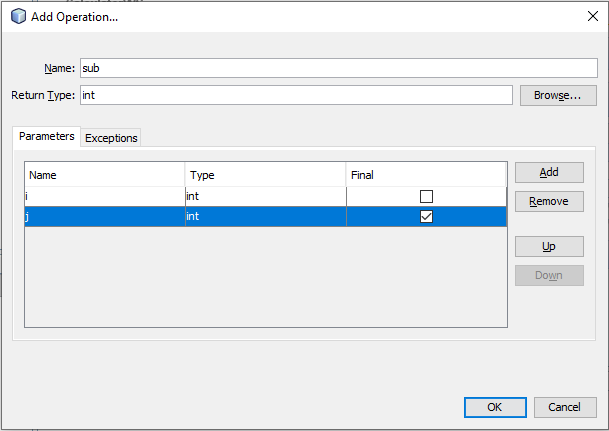 Add Operation...
Name: sub
Return Type: int Browse...
Parameters Exceptions
Name Type Final Add
i int
Remove
j int
Up
Down
OK Cancel